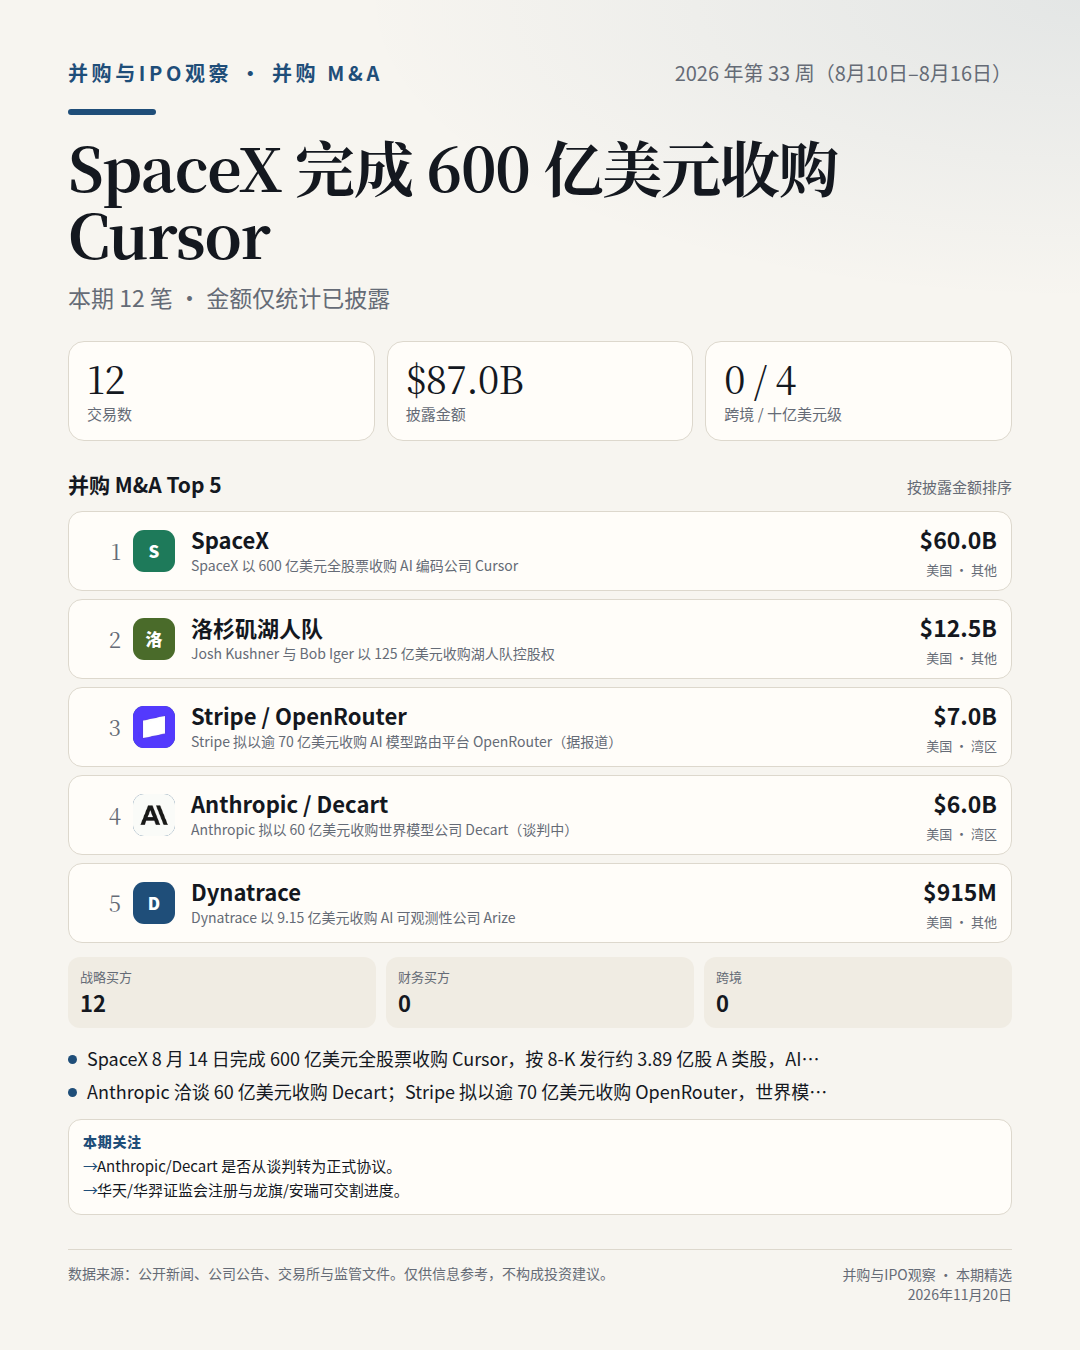 并购与IPO观察 · 并购 M&A
2026 年第 33 周（8月10日–8月16日）
SpaceX 完成 600 亿美元收购
Cursor
本期 12 笔 · 金额仅统计已披露
12
交易数
$87.0B
披露金额
0 / 4
跨境 / 十亿美元级
并购 M&A Top 5
按披露金额排序
1
S
SpaceX
SpaceX 以 600 亿美元全股票收购 AI 编码公司 Cursor
$60.0B
美国 · 其他
2
洛
洛杉矶湖人队
Josh Kushner 与 Bob Iger 以 125 亿美元收购湖人队控股权
$12.5B
美国 · 其他
3
Stripe / OpenRouter
Stripe 拟以逾 70 亿美元收购 AI 模型路由平台 OpenRouter（据报道）
$7.0B
美国 · 湾区
4
Anthropic / Decart
Anthropic 拟以 60 亿美元收购世界模型公司 Decart（谈判中）
$6.0B
美国 · 湾区
5
D
Dynatrace
Dynatrace 以 9.15 亿美元收购 AI 可观测性公司 Arize
$915M
美国 · 其他
战略买方
12
财务买方
0
跨境
0
SpaceX 8 月 14 日完成 600 亿美元全股票收购 Cursor，按 8-K 发行约 3.89 亿股 A 类股，AI…
Anthropic 洽谈 60 亿美元收购 Decart；Stripe 拟以逾 70 亿美元收购 OpenRouter，世界模…
本期关注
→Anthropic/Decart 是否从谈判转为正式协议。
→华天/华羿证监会注册与龙旗/安瑞可交割进度。
数据来源：公开新闻、公司公告、交易所与监管文件。仅供信息参考，不构成投资建议。
并购与IPO观察 · 本期精选
2026年11月20日